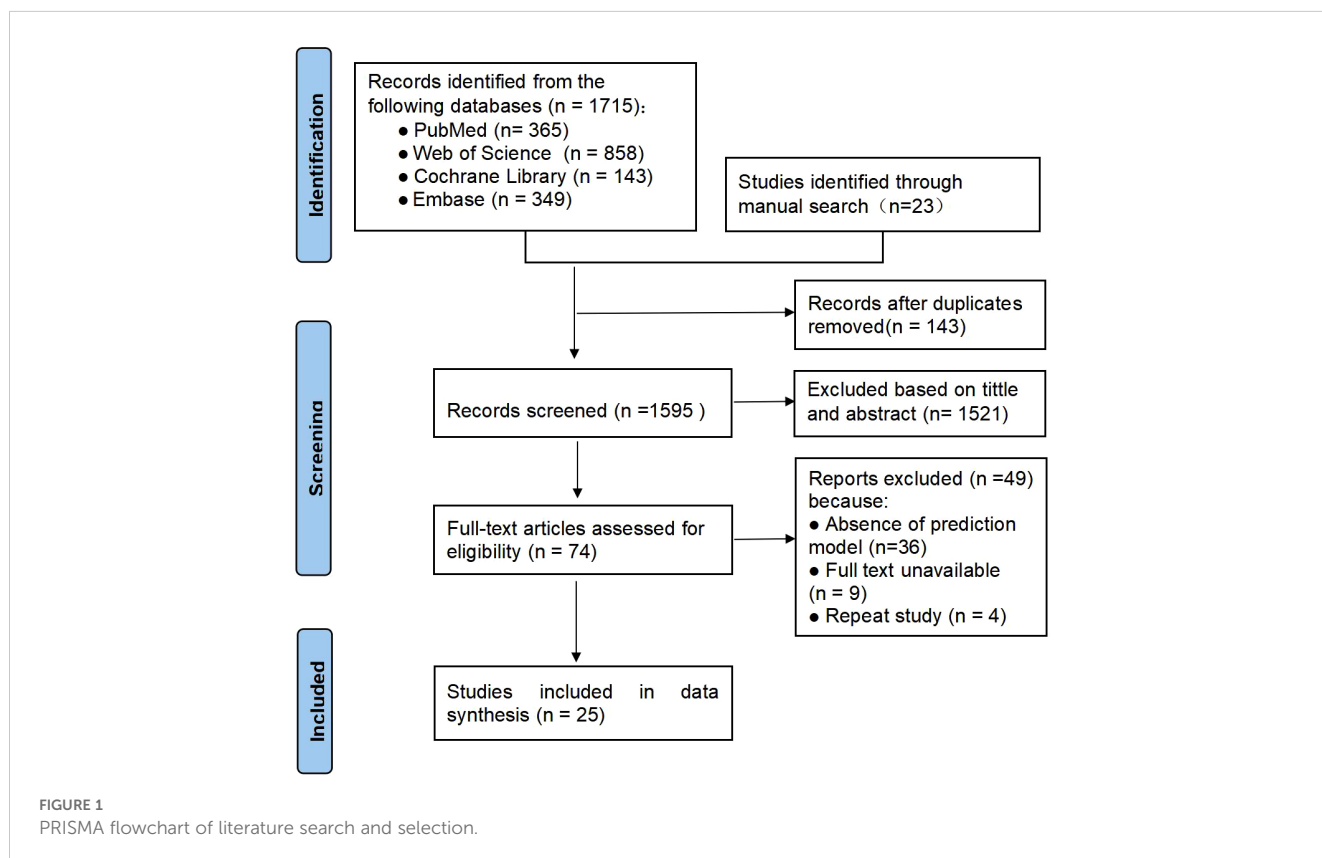 Identification
Records identified from the
following databases (n = 1715)：
● PubMed (n= 365)
● Web of Science (n = 858)
● Cochrane Library (n = 143)
● Embase (n = 349)
Studies identified through
manual search（n=23）
Screening
Records after duplicates
removed(n = 143)
Records screened (n =1595 )
Excluded based on tittle
and abstract (n= 1521)
Full-text articles assessed for
eligibility (n = 74)
Reports excluded (n =49)
because:
● Absence of prediction
model (n=36)
● Full text unavailable
(n = 9)
● Repeat study (n = 4)
Included
Studies included in data
synthesis (n = 25)
FIGURE 1
PRISMA flowchart of literature search and selection.